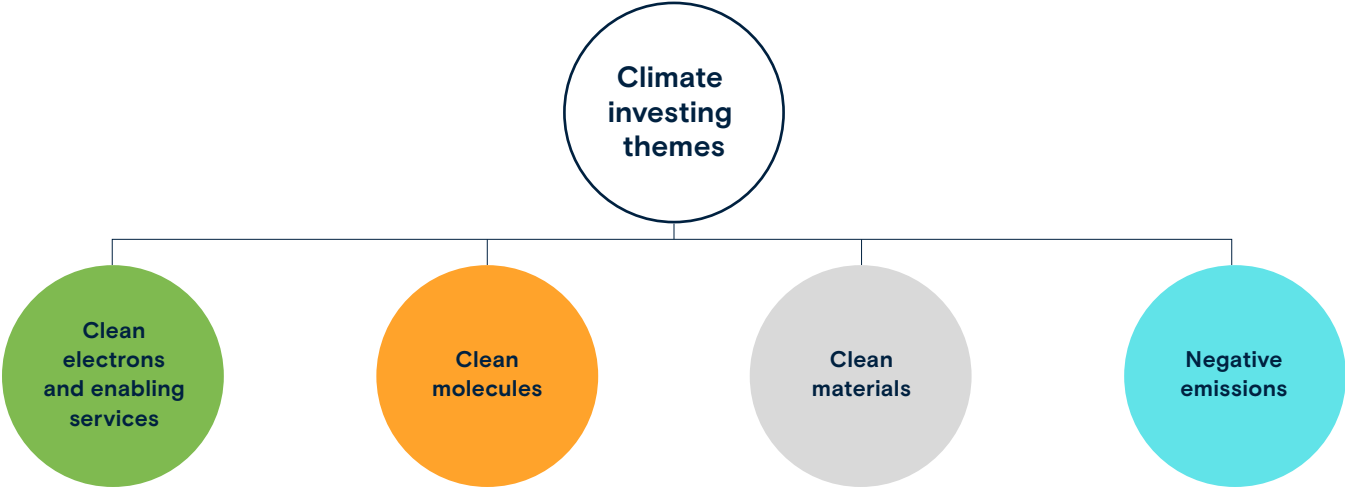 Climate
investing
themes
Clean
electrons
and enabling
services
Clean
molecules
Clean
materials
Negative
emissions